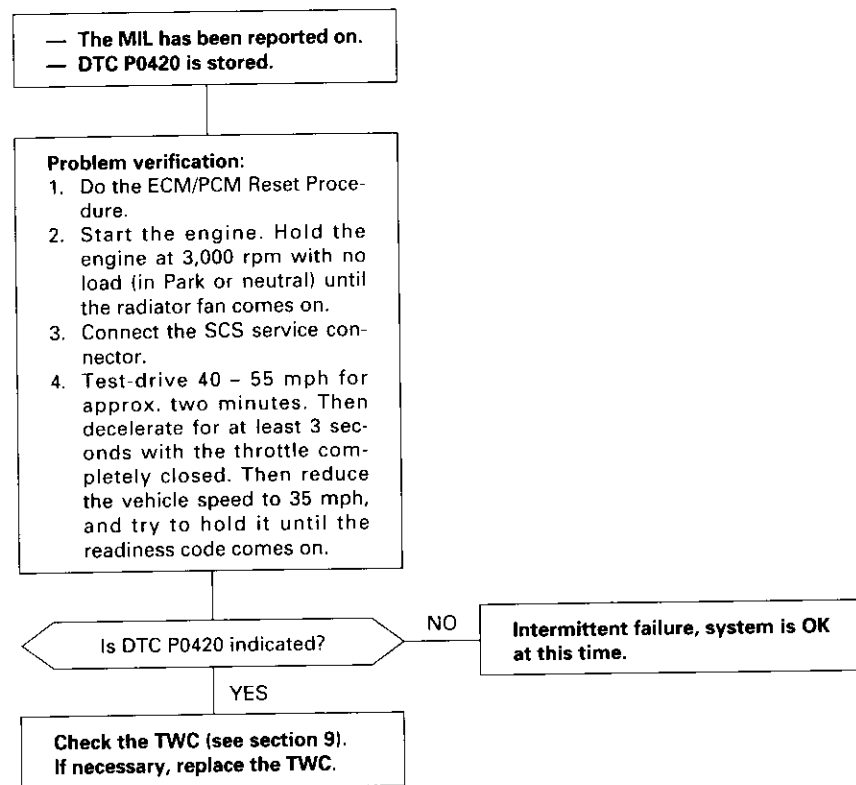 — The MIL has been reported on.
— DTC P0420 is stored.
Problem verification:
1. Do the ECM/PCM Reset Proce-
dure.
2. Start the engine. Hold the
engine at 3,000 rpm with no
load (in Park or neutral) until
the radiator fan comes on.
3. Connect the SCS service con-
nector.
4. Test-drive 40 – 55 mph for
approx. two minutes. Then
decelerate for at least 3 sec-
onds with the throttle com-
pletely closed. Then reduce
the vehicle speed to 35 mph,
and try to hold it until the
readiness code comes on.
Is DTC P0420 indicated?
NO
Intermittent failure, system is OK
at this time.
YES
Check the TWC (see section 9).
If necessary, replace the TWC.